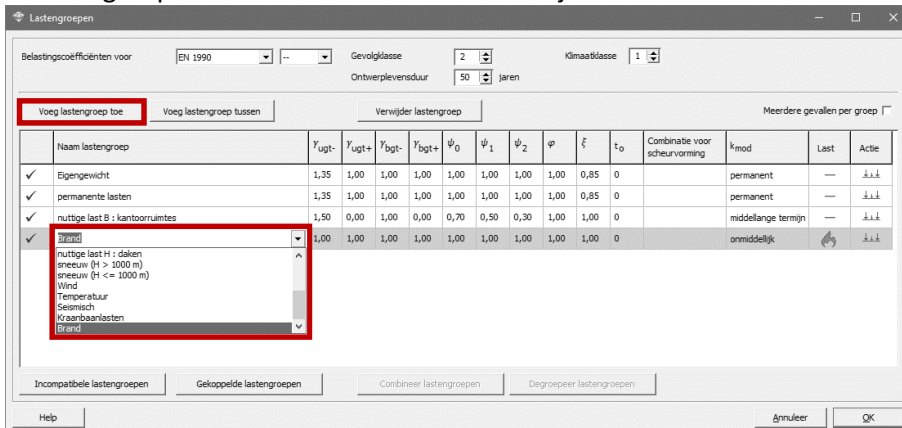 Lastengroepen
Belastingscoëfficiënten voor EN 1990 -- Gevolgklasse 2 Klimaatklasse 1
Ontwerplevensduur 50 jaren
Voeg lastengroep toe Voeg lastengroep tussen Verwijder lastengroep Meerdere gevallen per groep
Naam lastengroep γugt- γugt+ γbgt- γbgt+ ψ0 ψ1 ψ2 φ ξ to Combinatie voor scheurvorming kmod Last Actie
Eigengewicht 1,35 1,00 1,00 1,00 1,00 1,00 1,00 1,00 0,85 0 permanent —
permanente lasten 1,35 1,00 1,00 1,00 1,00 1,00 1,00 1,00 0,85 0 permanent —
nuttige last B : kantoorruimtes 1,50 0,00 1,00 0,00 0,70 0,50 0,30 1,00 1,00 0 middellange termijn —
Brand 1,00 1,00 1,00 1,00 1,00 1,00 1,00 1,00 1,00 0 onmiddellijk
nuttige last H : daken
sneeuw (H > 1000 m)
sneeuw (H <= 1000 m)
Wind
Temperatuur
Seismisch
Kraanbaanlasten
Brand
Incompatibele lastengroepen Gekoppelde lastengroepen Combineer lastengroepen Degroepeer lastengroepen
Help Annuleer OK